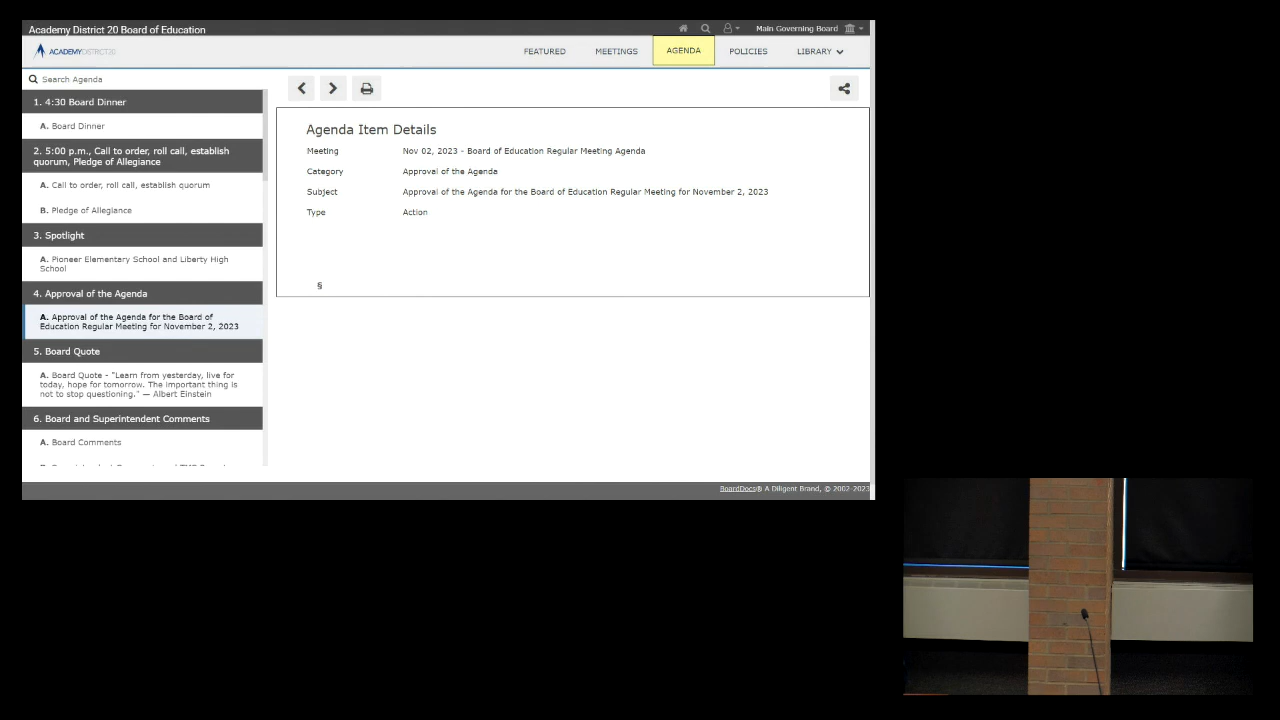 Academy District 20 Board of Education
Main Governing Board
ACADEMYDISTRICT20
FEATURED MEETINGS AGENDA POLICIES LIBRARY
Search Agenda
1. 4:30 Board Dinner
A. Board Dinner
2. 5:00 p.m., Call to order, roll call, establish
quorum, Pledge of Allegiance
A. Call to order, roll call, establish quorum
B. Pledge of Allegiance
3. Spotlight
A. Pioneer Elementary School and Liberty High
School
4. Approval of the Agenda
A. Approval of the Agenda for the Board of
Education Regular Meeting for November 2, 2023
5. Board Quote
A. Board Quote - "Learn from yesterday, live for
today, hope for tomorrow. The important thing is
not to stop questioning." — Albert Einstein
6. Board and Superintendent Comments
A. Board Comments
Agenda Item Details
Meeting Nov 02, 2023 - Board of Education Regular Meeting Agenda
Category Approval of the Agenda
Subject Approval of the Agenda for the Board of Education Regular Meeting for November 2, 2023
Type Action
§
BoardDocs® A Diligent Brand, © 2002-2023